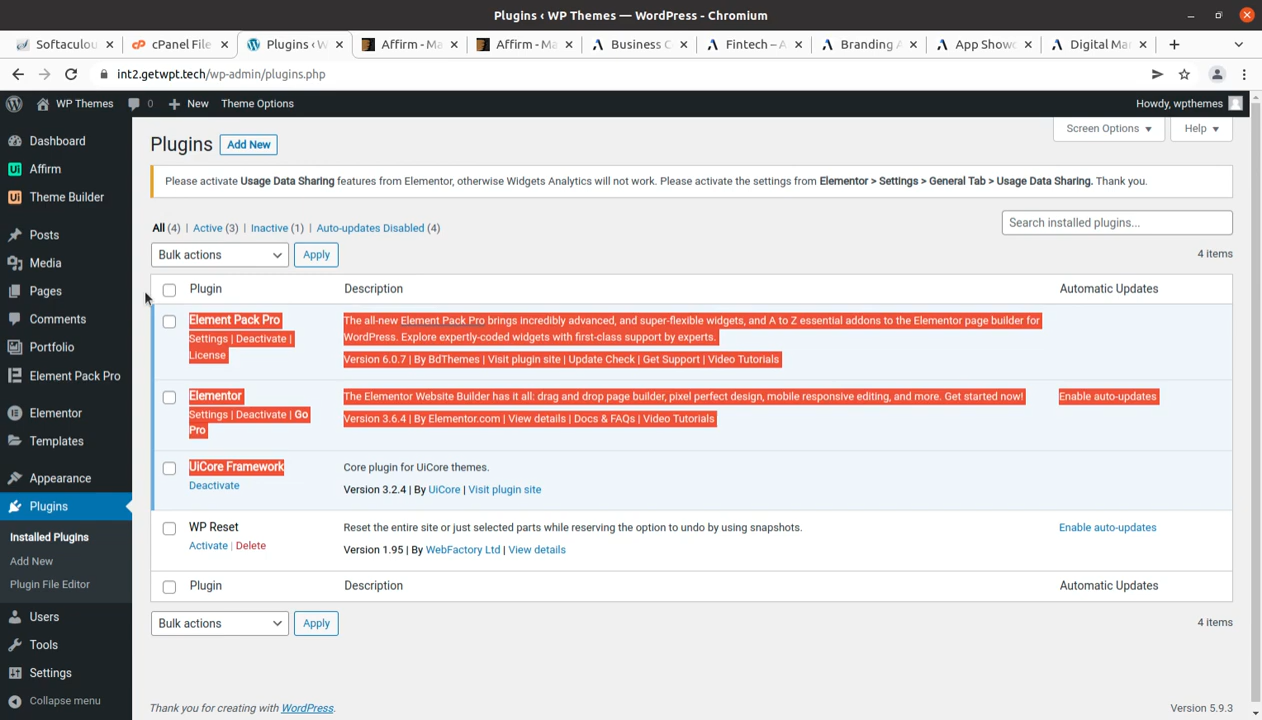 Plugins ‹ WP Themes — WordPress - Chromium
Softaculou
cPanel File
Plugins ‹ W
Affirm - Ma
Affirm - Ma
Business C
Fintech – A
Branding A
App Showc
Digital Mar
int2.getwpt.tech/wp-admin/plugins.php
WP Themes 0 New Theme Options Howdy, wpthemes
Dashboard
Affirm
Theme Builder
Posts
Media
Pages
Comments
Portfolio
Element Pack Pro
Elementor
Templates
Appearance
Plugins
Installed Plugins
Add New
Plugin File Editor
Users
Tools
Settings
Collapse menu
Screen Options Help
Plugins Add New
Please activate Usage Data Sharing features from Elementor, otherwise Widgets Analytics will not work. Please activate the settings from Elementor > Settings > General Tab > Usage Data Sharing. Thank you.
All (4) | Active (3) | Inactive (1) | Auto-updates Disabled (4)
Search installed plugins...
Bulk actions Apply
4 items
Plugin Description Automatic Updates
Element Pack Pro
Settings | Deactivate |
License
The all-new Element Pack Pro brings incredibly advanced, and super-flexible widgets, and A to Z essential addons to the Elementor page builder for
WordPress. Explore expertly-coded widgets with first-class support by experts.
Version 6.0.7 | By BdThemes | Visit plugin site | Update Check | Get Support | Video Tutorials
Elementor
Settings | Deactivate | Go
Pro
The Elementor Website Builder has it all: drag and drop page builder, pixel perfect design, mobile responsive editing, and more. Get started now!
Version 3.6.4 | By Elementor.com | View details | Docs & FAQs | Video Tutorials
Enable auto-updates
UiCore Framework
Deactivate
Core plugin for UiCore themes.
Version 3.2.4 | By UiCore | Visit plugin site
WP Reset
Activate | Delete
Reset the entire site or just selected parts while reserving the option to undo by using snapshots.
Version 1.95 | By WebFactory Ltd | View details
Enable auto-updates
Plugin Description Automatic Updates
Bulk actions Apply
4 items
Thank you for creating with WordPress.
Version 5.9.3